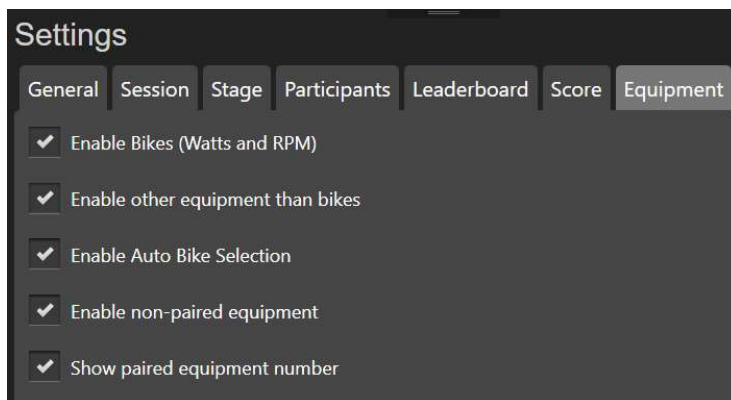 Settings
General Session Stage Participants Leaderboard Score Equipment
Enable Bikes (Watts and RPM)
Enable other equipment than bikes
Enable Auto Bike Selection
Enable non-paired equipment
Show paired equipment number